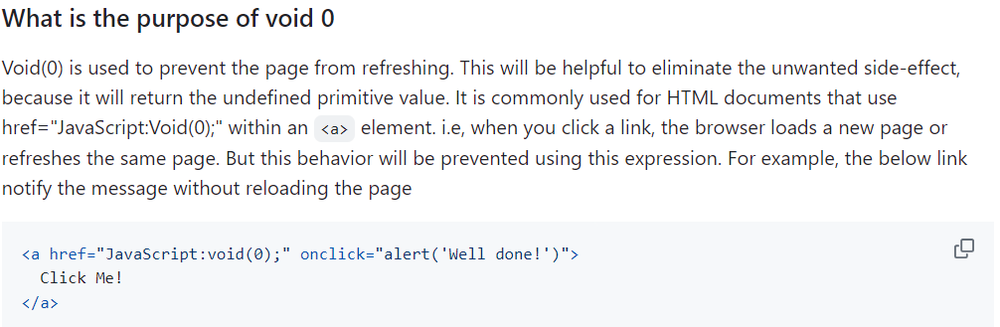 What is the purpose of void 0
Void(0) is used to prevent the page from refreshing. This will be helpful to eliminate the unwanted side-effect,
because it will return the undefined primitive value. It is commonly used for HTML documents that use
href="JavaScript:Void(0);" within an <a> element. i.e, when you click a link, the browser loads a new page or
refreshes the same page. But this behavior will be prevented using this expression. For example, the below link
notify the message without reloading the page
<a href="JavaScript:void(0);" onclick="alert('Well done!')">
  Click Me!
</a>